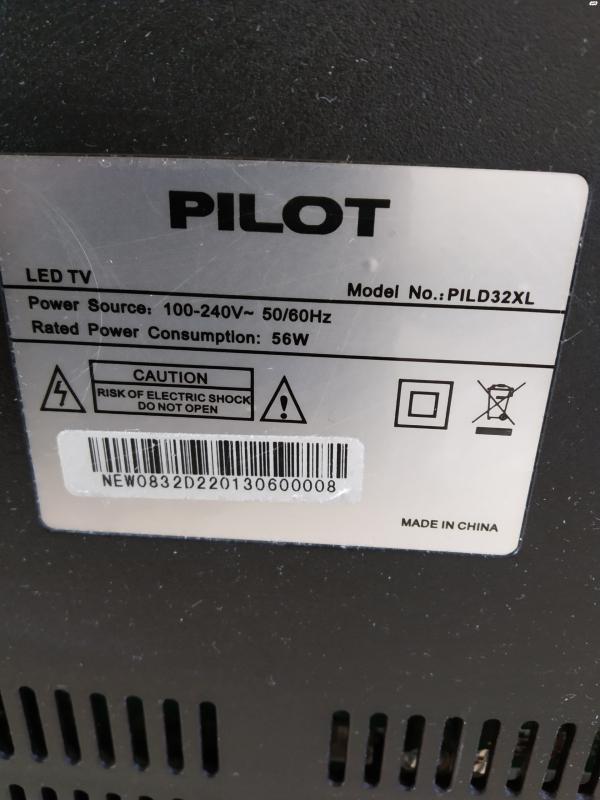 PILOT
LED TV
Model No.:PILD32XL
Power Source: 100-240V~ 50/60Hz
Rated Power Consumption: 56W
CAUTION
RISK OF ELECTRIC SHOCK
DO NOT OPEN
NEW0832D220130600008
MADE IN CHINA